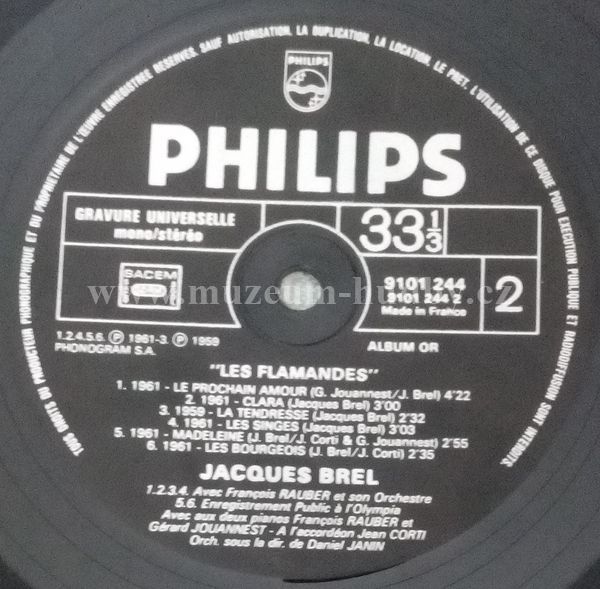 TOUS DROITS DU PRODUCTEUR PHONOGRAPHIQUE ET DU PROPRIETAIRE DE L'ŒUVRE ENREGISTREE RESERVES. SAUF AUTORISATION, LA DUPLICATION, LA LOCATION, LE PRET, L'UTILISATION DE CE DISQUE POUR EXECUTION PUBLIQUE ET RADIODIFFUSION SONT INTERDITS.
PHILIPS
PHILIPS
GRAVURE UNIVERSELLE
mono/stéréo
33 1/3
SACEM
9101 244
9101 244 2
Made in France
2
www.muzeum-hudby.cz
1.2.4.5.6. Ⓟ 1961-3. Ⓟ 1959
PHONOGRAM S.A.
ALBUM OR
"LES FLAMANDES"
1. 1961 - LE PROCHAIN AMOUR (G. Jouannest/J. Brel) 4'22
2. 1961 - CLARA (Jacques Brel) 3'00
3. 1959 - LA TENDRESSE (Jacques Brel) 2'32
4. 1961 - LES SINGES (Jacques Brel) 3'03
5. 1961 - MADELEINE (J. Brel/J. Corti & G. Jouannest) 2'55
6. 1961 - LES BOURGEOIS (J. Brel/J. Corti) 2'35
JACQUES BREL
1.2.3.4. Avec François RAUBER et son Orchestre
5.6. Enregistrement Public à l'Olympia
Avec aux deux pianos François RAUBER et
Gérard JOUANNEST - A l'accordéon Jean CORTI
Orch. sous la dir. de Daniel JANIN